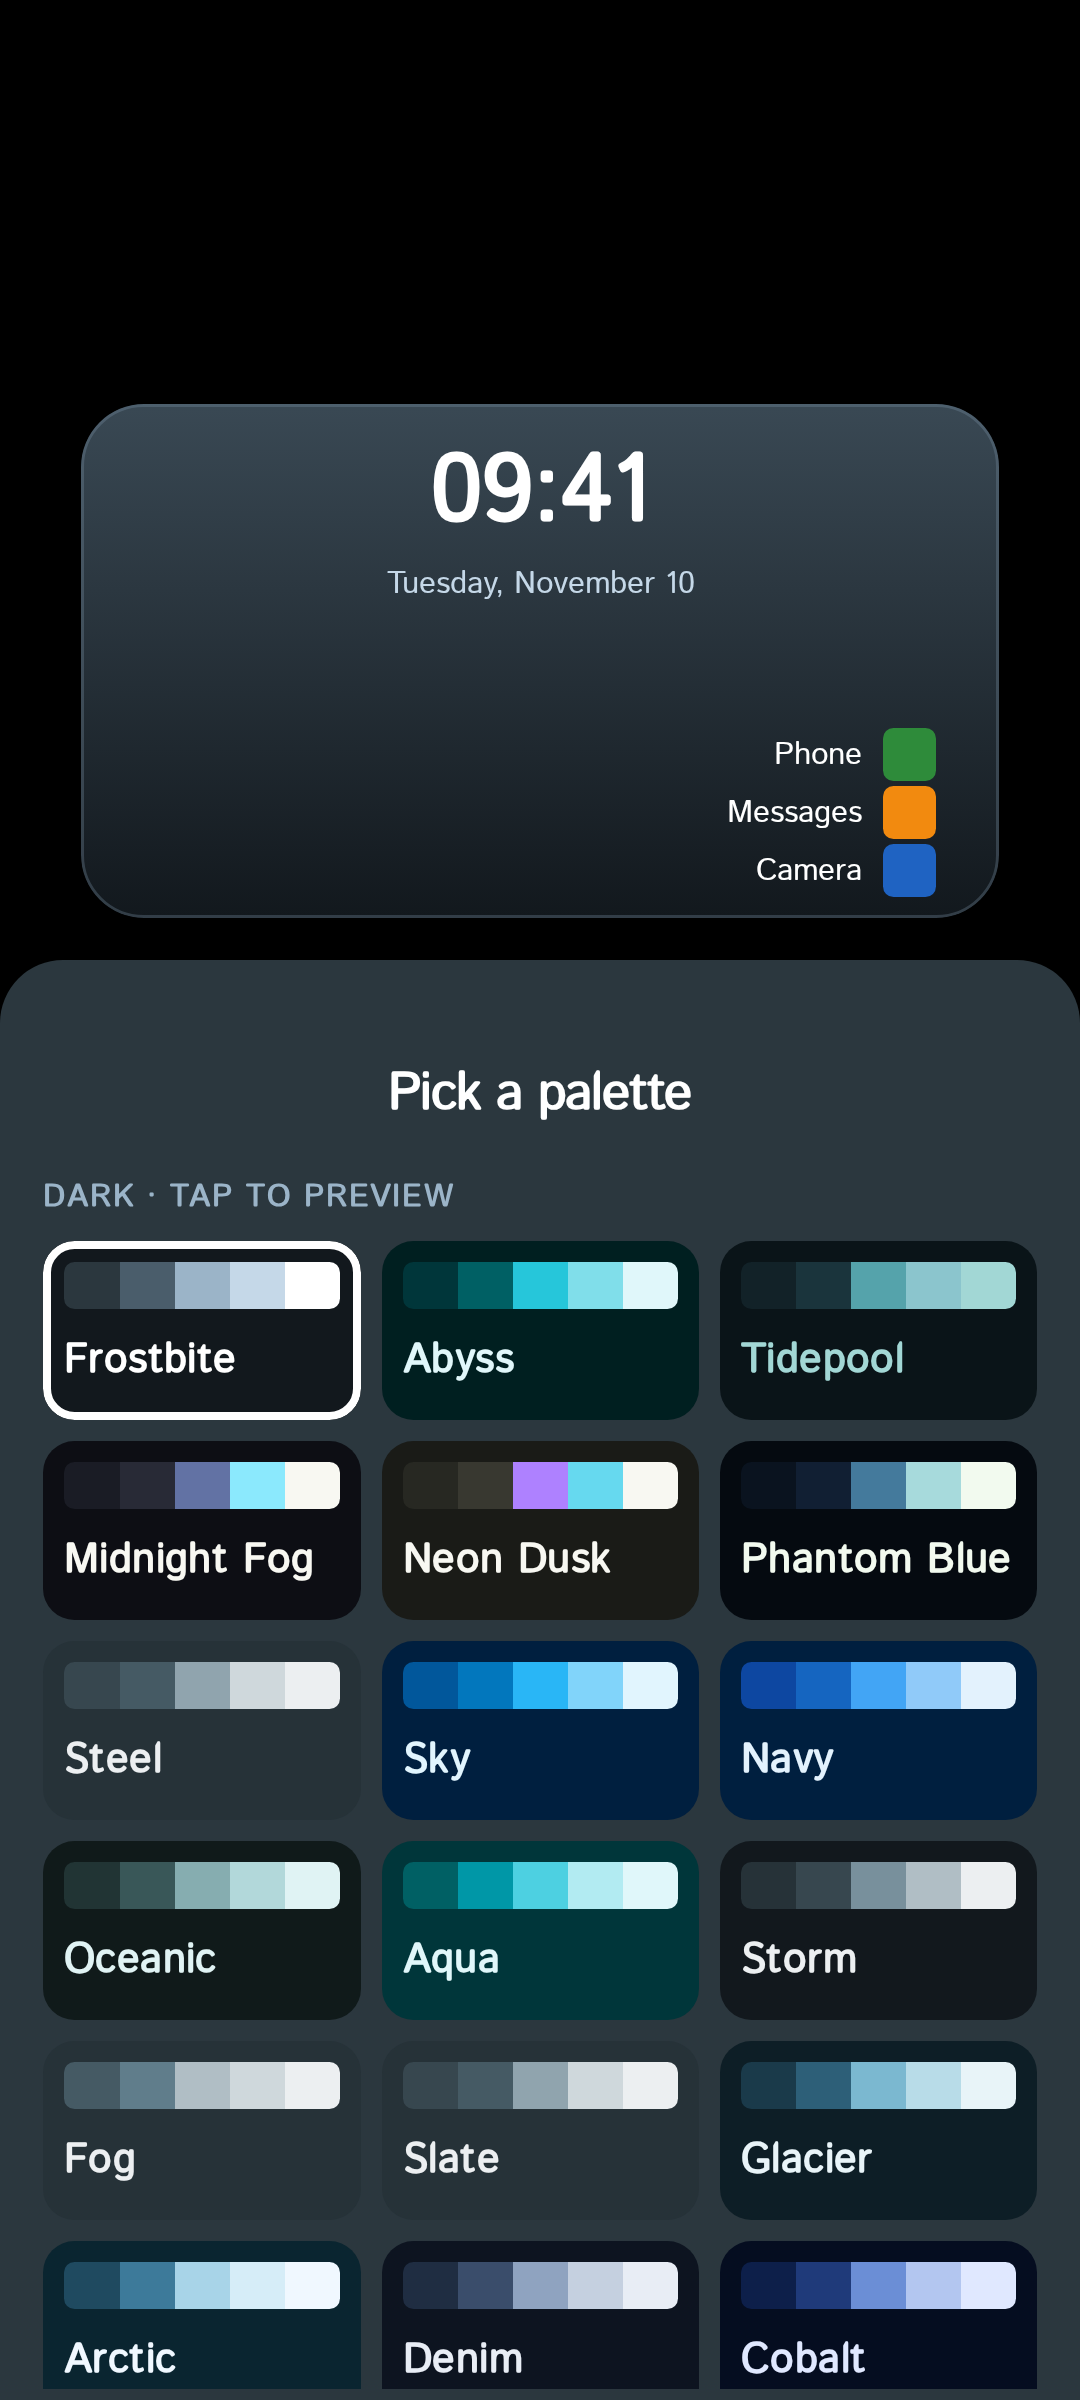 09:41
Tuesday, November 10
Phone
Messages
Camera
Pick a palette
DARK · TAP TO PREVIEW
Frostbite
Abyss
Tidepool
Midnight Fog
Neon Dusk
Phantom Blue
Steel
Sky
Navy
Oceanic
Aqua
Storm
Fog
Slate
Glacier
Arctic
Denim
Cobalt